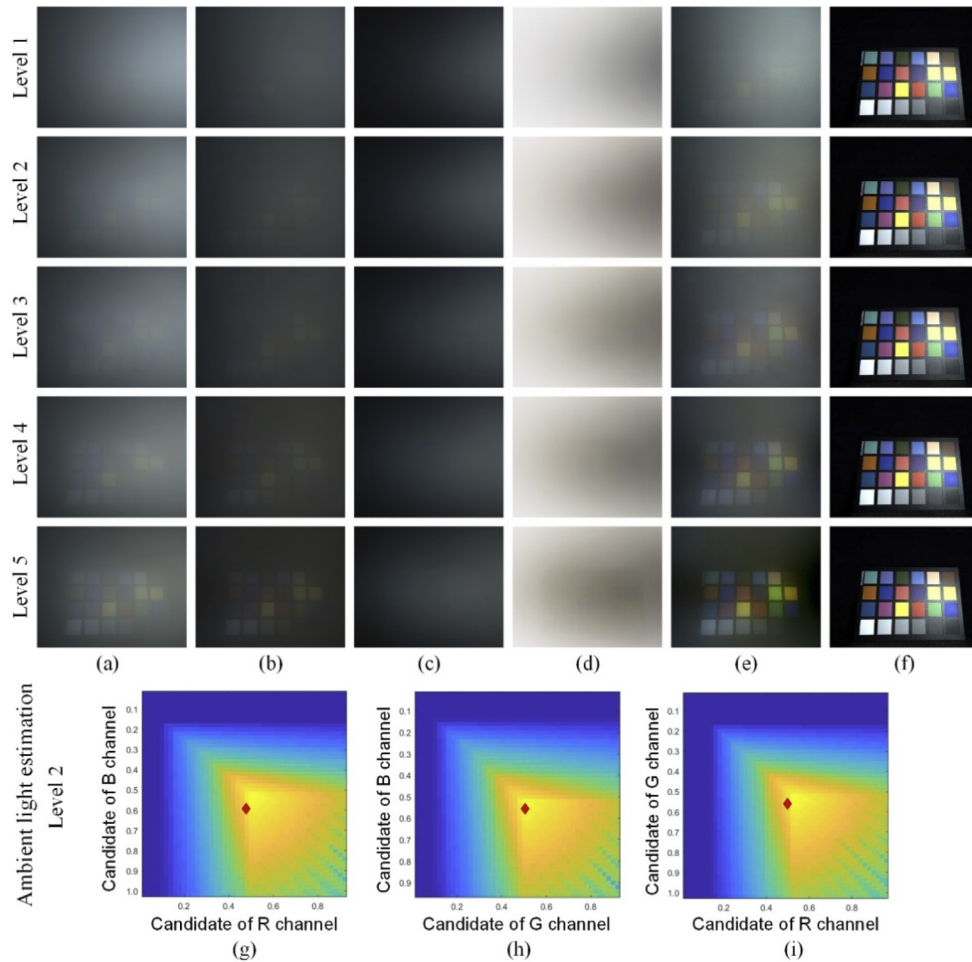 Level 1
Level 2
Level 3
Level 4
Level 5
(a) (b) (c) (d) (e) (f)
Ambient light estimation
Level 2
Candidate of B channel
0.1
0.2
0.3
0.4
0.5
0.6
0.7
0.8
0.9
1.0
0.2 0.4 0.6 0.8
Candidate of R channel
(g)
Candidate of B channel
0.1
0.2
0.3
0.4
0.5
0.6
0.7
0.8
0.9
0.2 0.4 0.6 0.8
Candidate of G channel
(h)
Candidate of G channel
0.1
0.2
0.3
0.4
0.5
0.6
0.7
0.8
0.9
1.0
0.2 0.4 0.6 0.8
Candidate of R channel
(i)